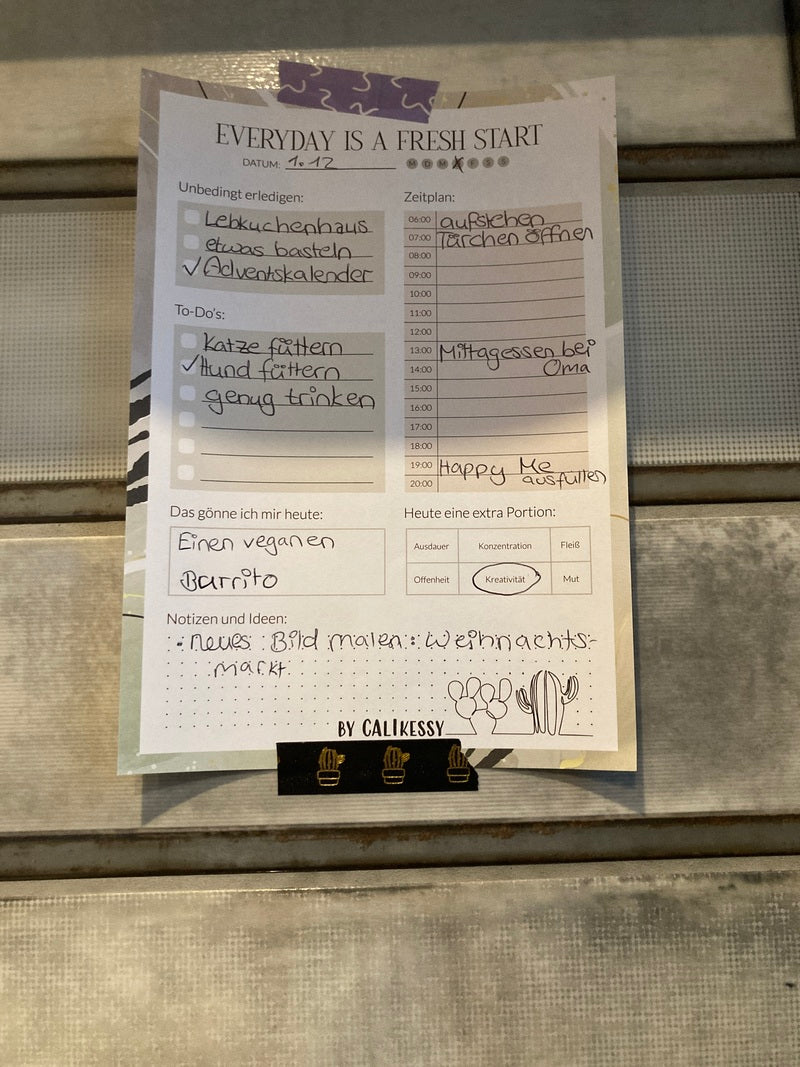 EVERYDAY IS A FRESH START
DATUM: 1.12 M D M D F S S
Unbedingt erledigen:
Lebkuchenhaus
etwas basteln
✓ Adventskalender
To-Do's:
Katze füttern
✓ Hund füttern
genug trinken
Zeitplan:
06:00 aufstehen
07:00 Türchen öffnen
08:00
09:00
10:00
11:00
12:00
13:00 Mittagessen bei
14:00 Oma
15:00
16:00
17:00
18:00
19:00 Happy Me
20:00 ausfüllen
Das gönne ich mir heute:
Einen veganen
Burrito
Heute eine extra Portion:
Ausdauer Konzentration Fleiß
Offenheit Kreativität Mut
Notizen und Ideen:
- neues Bild malen: Weihnachts-
markt
BY CALIKESSY